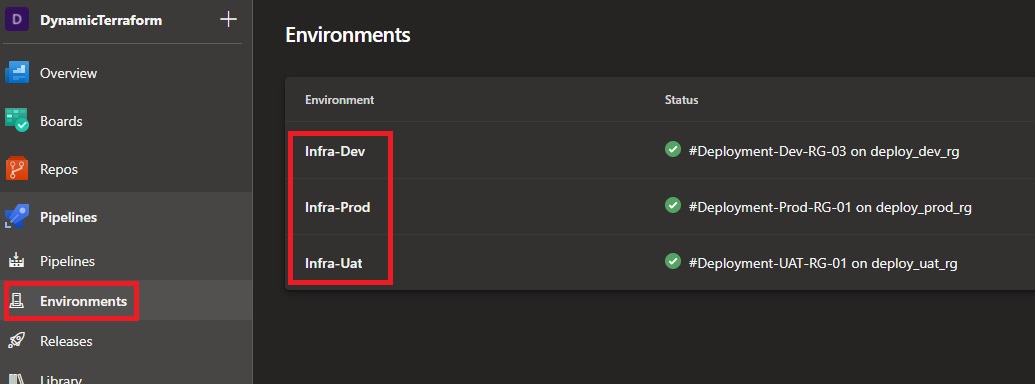 D DynamicTerraform +
Overview
Boards
Repos
Pipelines
Pipelines
Environments
Releases
Library
Environments
Environment Status
Infra-Dev #Deployment-Dev-RG-03 on deploy_dev_rg
Infra-Prod #Deployment-Prod-RG-01 on deploy_prod_rg
Infra-Uat #Deployment-UAT-RG-01 on deploy_uat_rg